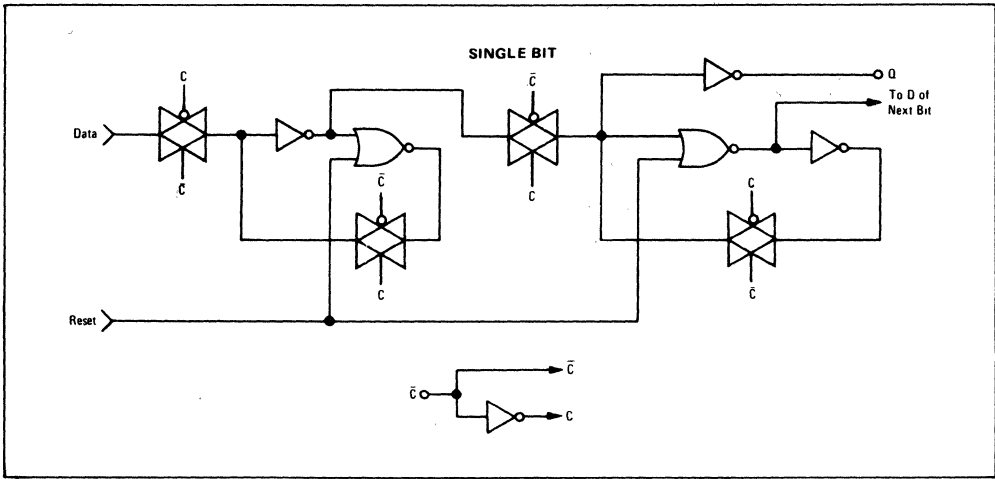 SINGLE BIT
C
C̄
Q
To D of
Next Bit
Data
C̄
C
C̄
C
C
C̄
Reset
C̄
C̄
C